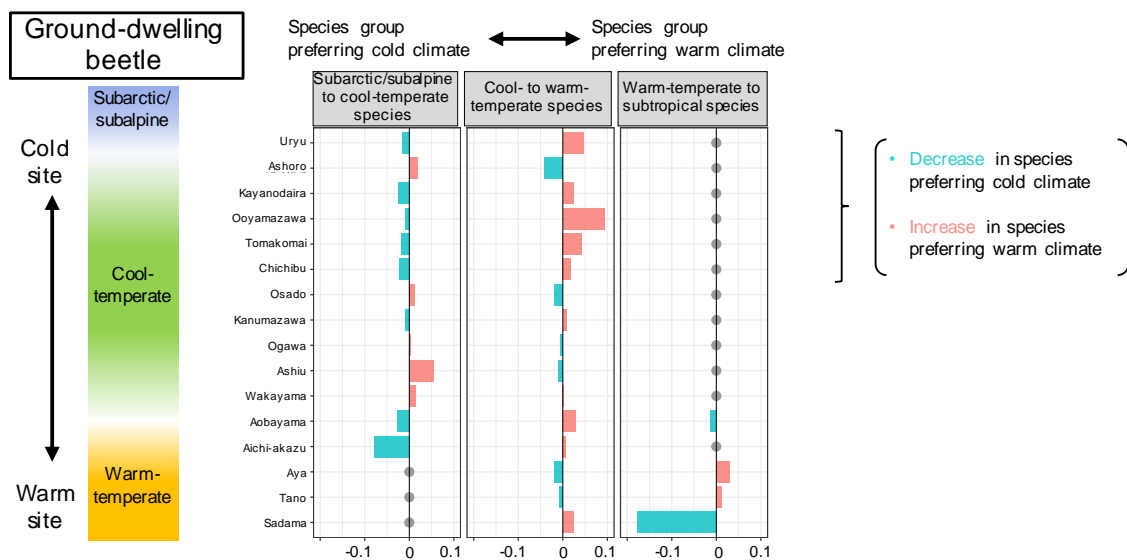 Ground-dwelling
beetle
Subarctic/
subalpine
Cold
site
Cool-
temperate
Warm
site
Warm-
temperate
Species group
preferring cold climate
Species group
preferring warm climate
Subarctic/subalpine
to cool-temperate
species
Cool- to warm-
temperate species
Warm-temperate to
subtropical species
Uryu
Ashoro
Kayanodaira
Ooyamazawa
Tomakomai
Chichibu
Osado
Kanumazawa
Ogawa
Ashiu
Wakayama
Aobayama
Aichi-akazu
Aya
Tano
Sadama
-0.1 0 0.1
-0.1 0 0.1
-0.1 0 0.1
• Decrease in species
preferring cold climate
• Increase in species
preferring warm climate